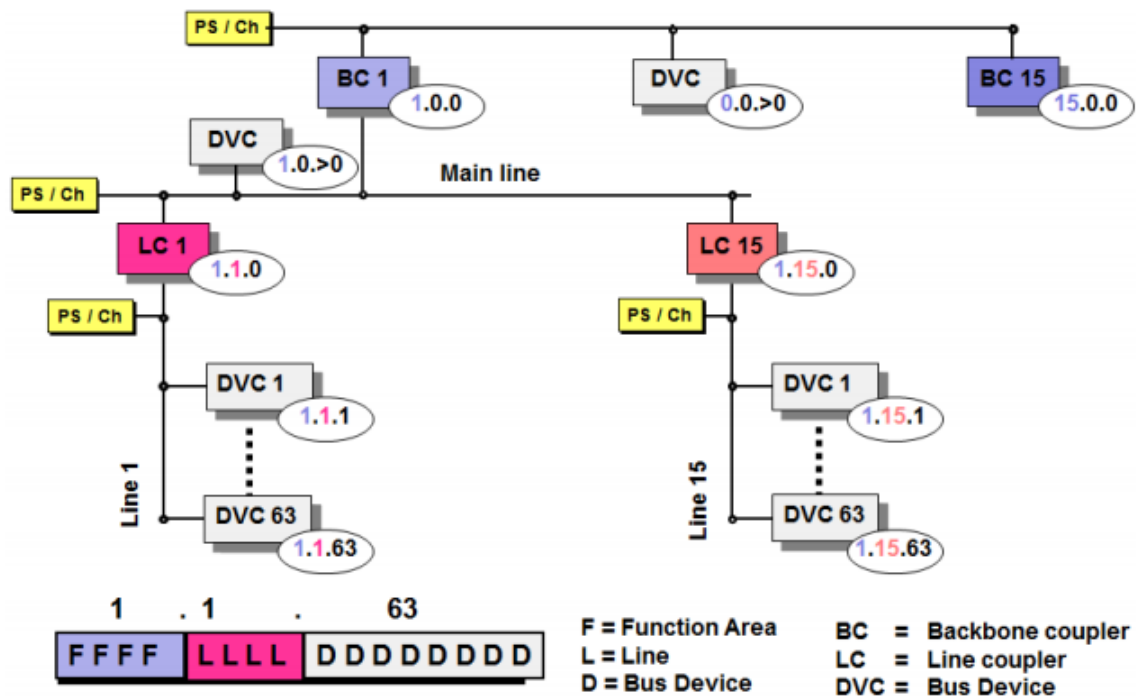 PS / Ch
BC 1
1.0.0
DVC
0.0.>0
BC 15
15.0.0
DVC
1.0.>0
Main line
PS / Ch
LC 1
1.1.0
LC 15
1.15.0
PS / Ch
PS / Ch
DVC 1
1.1.1
DVC 1
1.15.1
Line 1
Line 15
DVC 63
1.1.63
DVC 63
1.15.63
1 . 1 . 63
F F F F L L L L D D D D D D D D
F = Function Area
L = Line
D = Bus Device
BC = Backbone coupler
LC = Line coupler
DVC = Bus Device